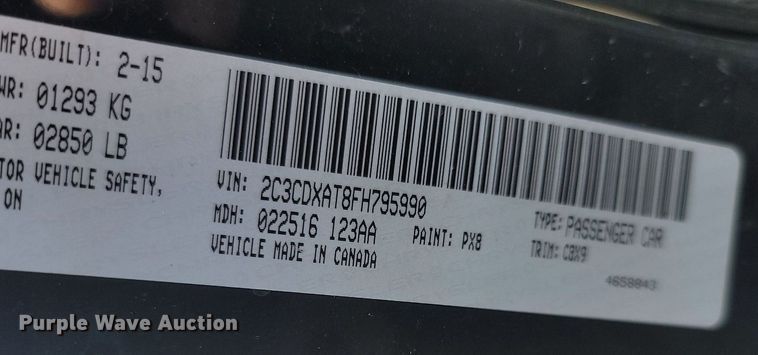 MFR(BUILT): 2-15
WR: 01293 KG
AR: 02850 LB
TOR VEHICLE SAFETY,
ON
VIN: 2C3CDXAT8FH795990
MDH: 022516 123AA
PAINT: PX8
TYPE: PASSENGER CAR
TRIM: C8X9
VEHICLE MADE IN CANADA
4658843
Purple Wave Auction